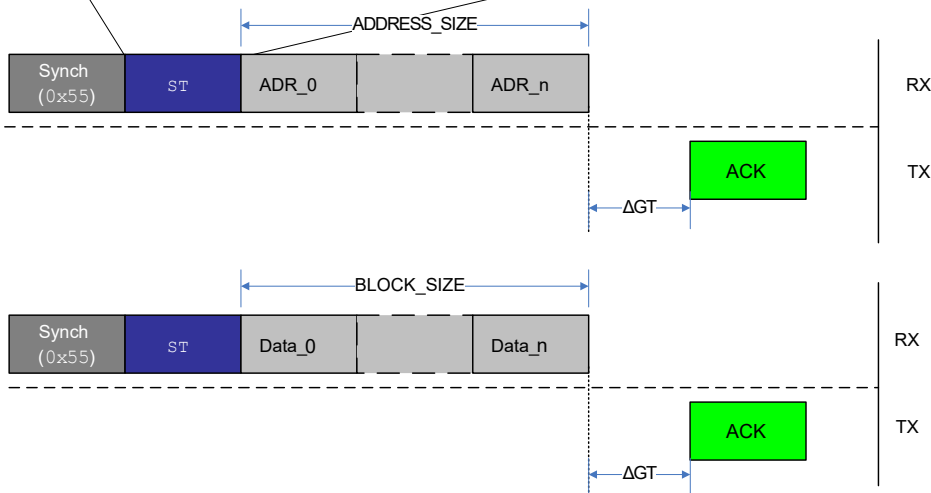 ADDRESS_SIZE
Synch
(0x55)
ST
ADR_0
ADR_n
RX
ACK
TX
ΔGT
BLOCK_SIZE
Synch
(0x55)
ST
Data_0
Data_n
RX
ACK
TX
ΔGT